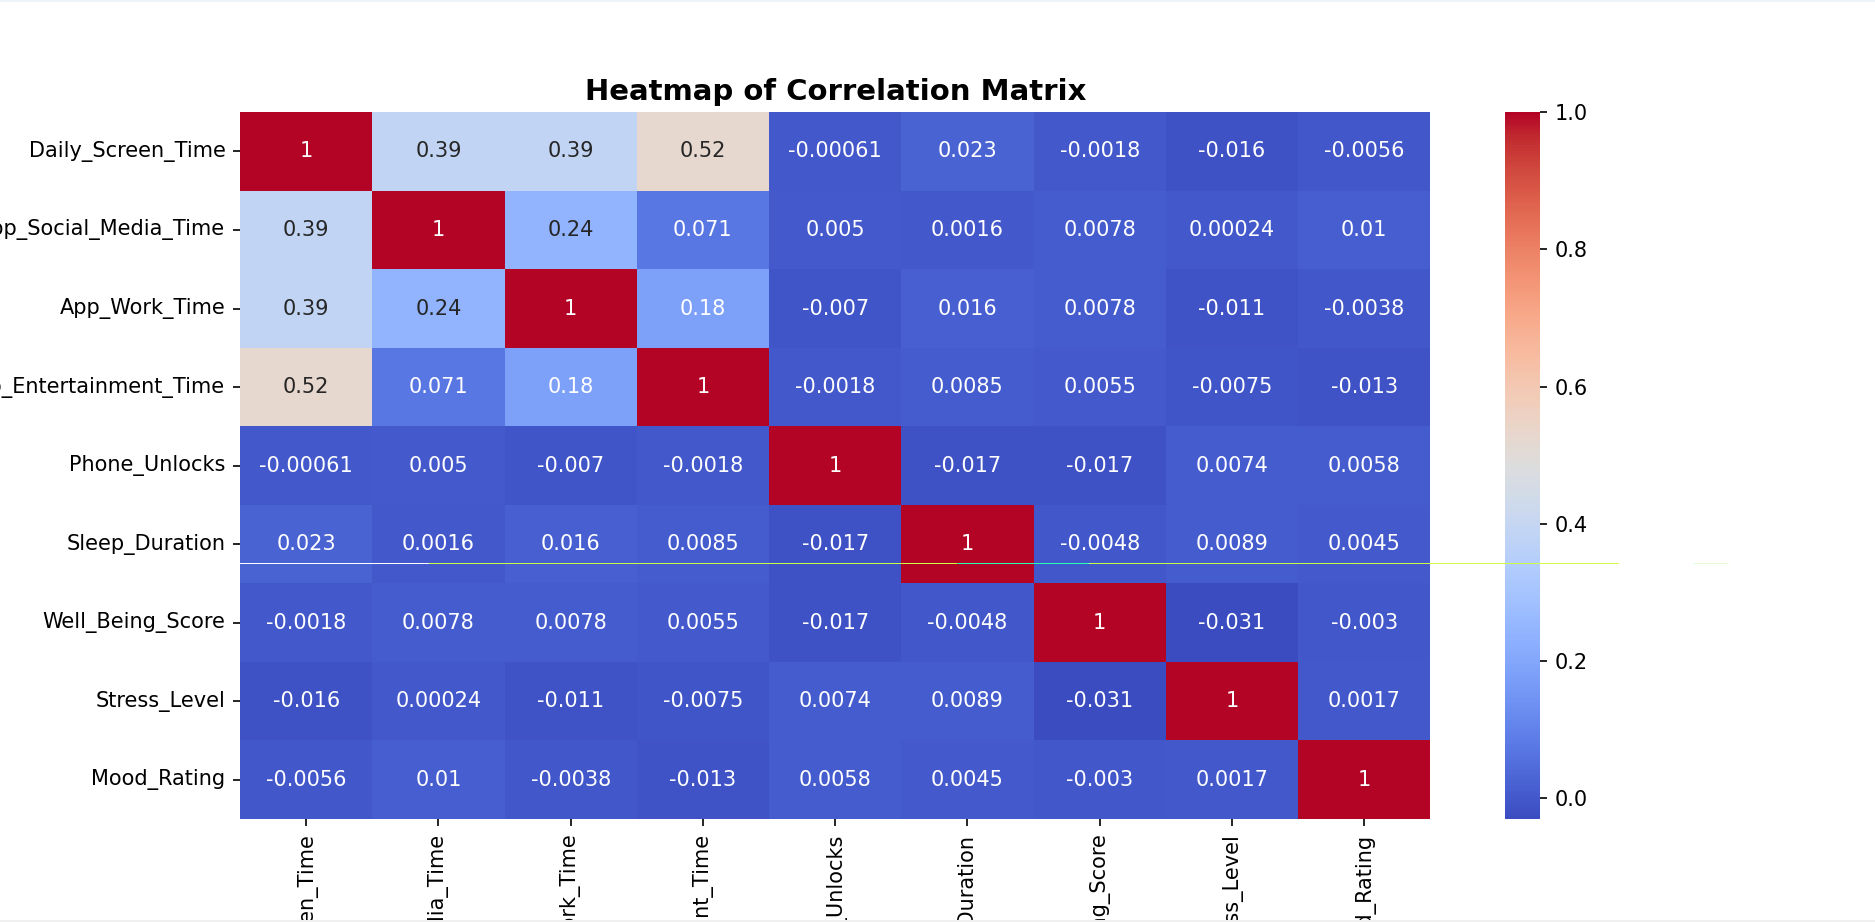 Heatmap of Correlation Matrix
Daily_Screen_Time 1 0.39 0.39 0.52 -0.00061 0.023 -0.0018 -0.016 -0.0056
pp_Social_Media_Time 0.39 1 0.24 0.071 0.005 0.0016 0.0078 0.00024 0.01
App_Work_Time 0.39 0.24 1 0.18 -0.007 0.016 0.0078 -0.011 -0.0038
_Entertainment_Time 0.52 0.071 0.18 1 -0.0018 0.0085 0.0055 -0.0075 -0.013
Phone_Unlocks -0.00061 0.005 -0.007 -0.0018 1 -0.017 -0.017 0.0074 0.0058
Sleep_Duration 0.023 0.0016 0.016 0.0085 -0.017 1 -0.0048 0.0089 0.0045
Well_Being_Score -0.0018 0.0078 0.0078 0.0055 -0.017 -0.0048 1 -0.031 -0.003
Stress_Level -0.016 0.00024 -0.011 -0.0075 0.0074 0.0089 -0.031 1 0.0017
Mood_Rating -0.0056 0.01 -0.0038 -0.013 0.0058 0.0045 -0.003 0.0017 1
en_Time
lia_Time
ork_Time
nt_Time
_Unlocks
Duration
ng_Score
ss_Level
d_Rating
1.0
0.8
0.6
0.4
0.2
0.0